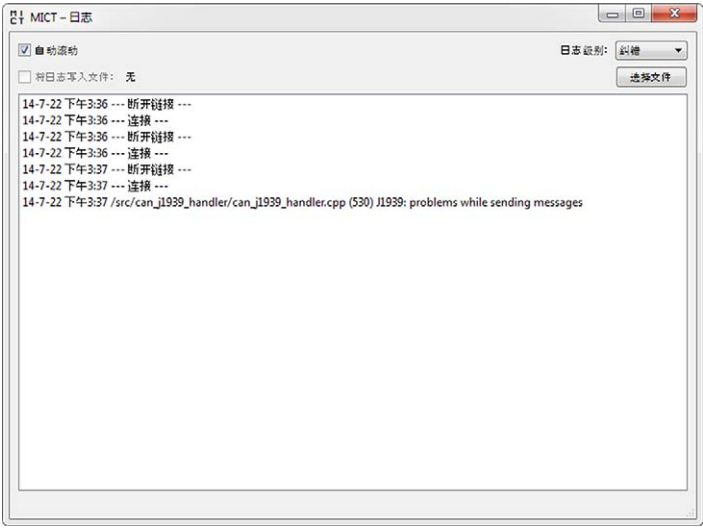 MICT – 日志
自动滚动
日志级别: 纠错
将日志写入文件: 无
选择文件
14-7-22 下午3:36 --- 断开链接 ---
14-7-22 下午3:36 --- 连接 ---
14-7-22 下午3:36 --- 断开链接 ---
14-7-22 下午3:36 --- 连接 ---
14-7-22 下午3:37 --- 断开链接 ---
14-7-22 下午3:37 --- 连接 ---
14-7-22 下午3:37 /src/can_j1939_handler/can_j1939_handler.cpp (530) J1939: problems while sending messages